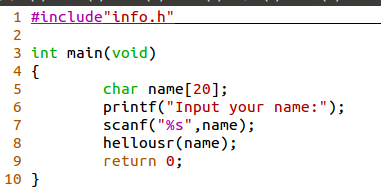 1 #include"info.h"
2
3 int main(void)
4 {
5         char name[20];
6         printf("Input your name:");
7         scanf("%s",name);
8         hellousr(name);
9         return 0;
10 }